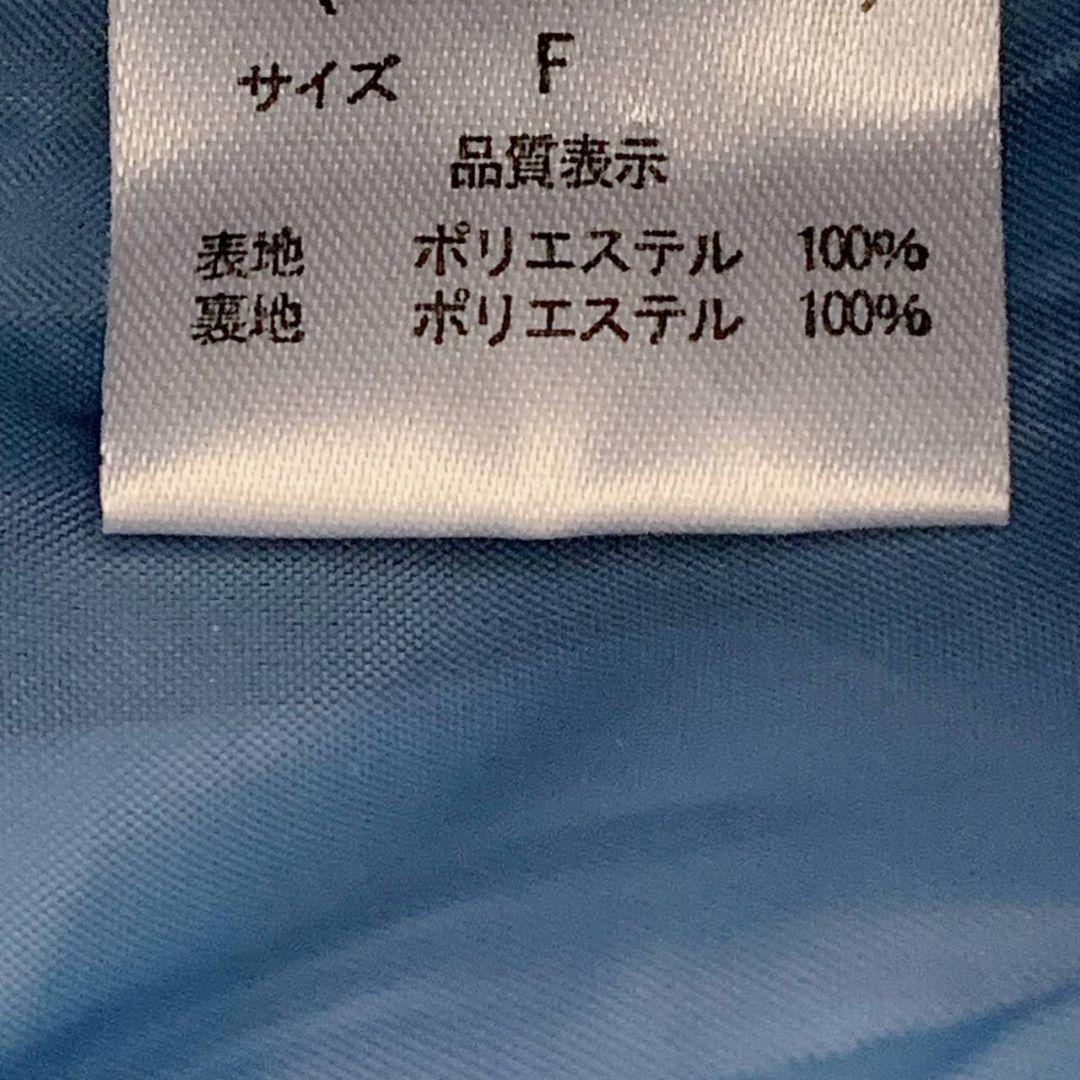 サイズ F
品質表示
表地 ポリエステル 100%
裏地 ポリエステル 100%